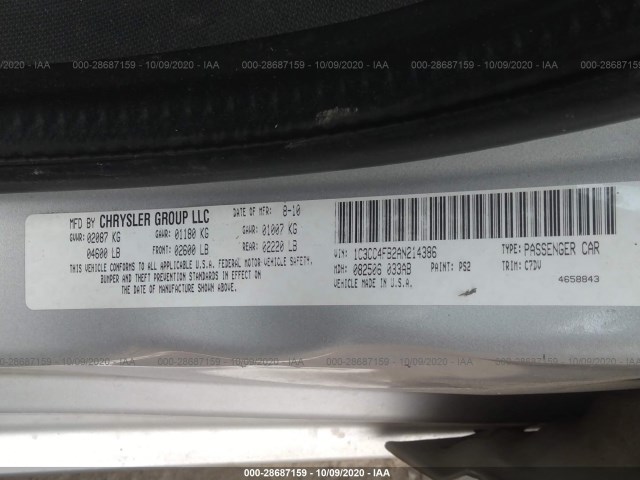 000-28687159 - 10/09/2020 - IAA
MFD BY CHRYSLER GROUP LLC DATE OF MFR: 8-10
GVWR: 02087 KG GAWR: 01180 KG GAWR: 01007 KG
04600 LB FRONT: 02600 LB REAR: 02220 LB
THIS VEHICLE CONFORMS TO ALL APPLICABLE U.S.A. FEDERAL MOTOR VEHICLE SAFETY,
BUMPER AND THEFT PREVENTION STANDARDS IN EFFECT ON
THE DATE OF MANUFACTURE SHOWN ABOVE.
VIN: 1C3CC4FB2AN214386 TYPE: PASSENGER CAR
MDH: 082506 033AB PAINT: PS2 TRIM: C7DV
VEHICLE MADE IN U.S.A. 4658843
000-28687159 - 10/09/2020 - IAA